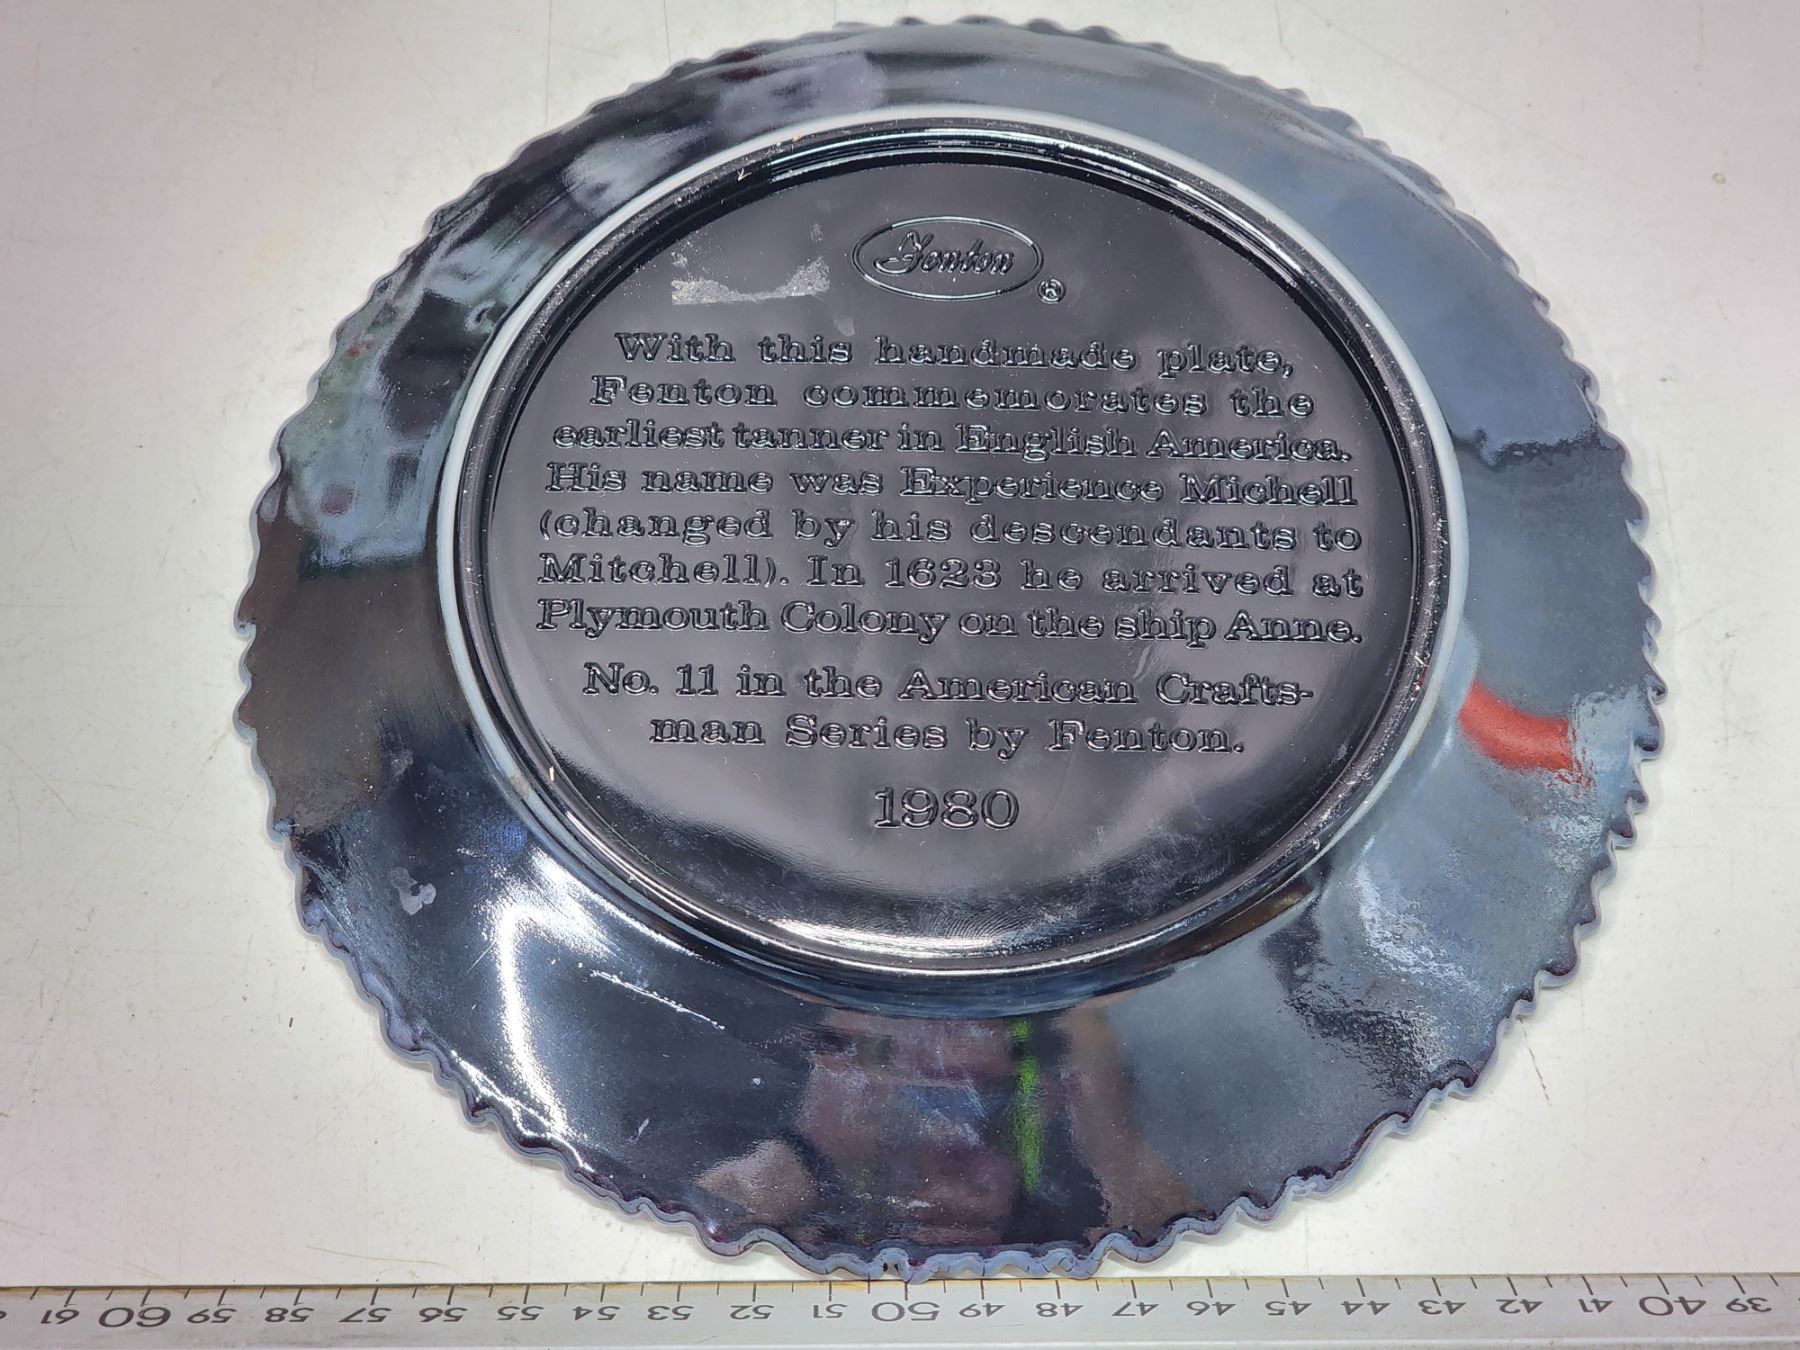 Fenton ®
With this handmade plate,
Fenton commemorates the
earliest tanner in English America.
His name was Experience Michell
(changed by his descendants to
Mitchell). In 1623 he arrived at
Plymouth Colony on the ship Anne.
No. 11 in the American Crafts-
man Series by Fenton.
1980
61 60 59 58 57 56 55 54 53 52 51 50 49 48 47 46 45 44 43 42 41 40 39